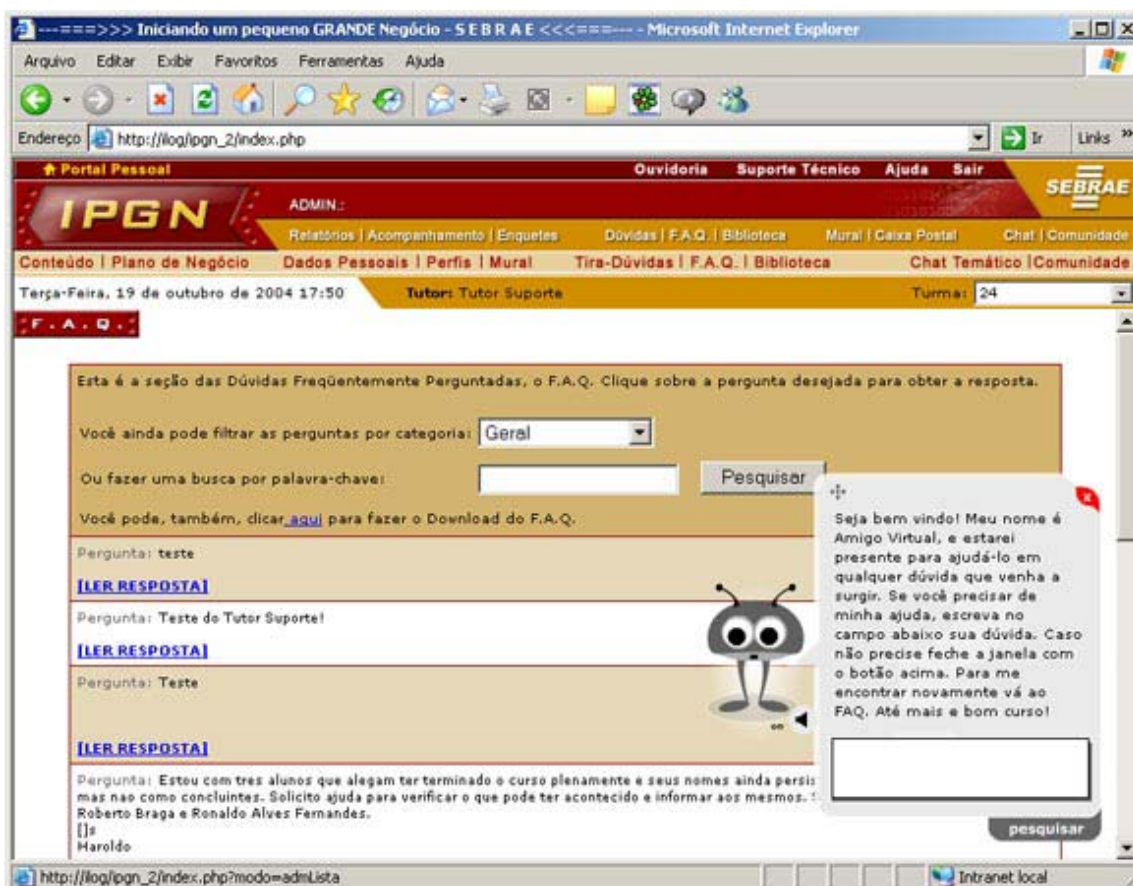 ---===>>> Iniciando um pequeno GRANDE Negócio - S E B R A E <<<===--- - Microsoft Internet Explorer
Arquivo Editar Exibir Favoritos Ferramentas Ajuda
Endereço http://ilog/ipgn_2/index.php Ir Links »
Portal Pessoal Ouvidoria Suporte Técnico Ajuda Sair
SEBRAE
IPGN ADMIN.:
Relatórios | Acompanhamento | Enquetes Dúvidas | F.A.Q. | Biblioteca Mural | Caixa Postal Chat | Comunidade
Conteúdo | Plano de Negócio Dados Pessoais | Perfis | Mural Tira-Dúvidas | F.A.Q. | Biblioteca Chat Temático |Comunidade
Terça-Feira, 19 de outubro de 2004 17:50 Tutor: Tutor Suporte Turma: 24
F.A.Q.
Esta é a seção das Dúvidas Freqüentemente Perguntadas, o F.A.Q. Clique sobre a pergunta desejada para obter a resposta.
Você ainda pode filtrar as perguntas por categoria: Geral
Ou fazer uma busca por palavra-chave: Pesquisar
Você pode, também, clicar aqui para fazer o Download do F.A.Q.
Pergunta: teste
[LER RESPOSTA]
Pergunta: Teste do Tutor Suporte!
[LER RESPOSTA]
Pergunta: Teste
[LER RESPOSTA]
Pergunta: Estou com tres alunos que alegam ter terminado o curso plenamente e seus nomes ainda persis
mas nao como concluintes. Solicito ajuda para verificar o que pode ter acontecido e informar aos mesmos.
Roberto Braga e Ronaldo Alves Fernandes.
[]s
Haroldo
x
Seja bem vindo! Meu nome é
Amigo Virtual, e estarei
presente para ajudá-lo em
qualquer dúvida que venha a
surgir. Se você precisar de
minha ajuda, escreva no
campo abaixo sua dúvida. Caso
não precise feche a janela com
o botão acima. Para me
encontrar novamente vá ao
FAQ. Até mais e bom curso!
on
pesquisar
http://ilog/ipgn_2/index.php?modo=admLista Intranet local